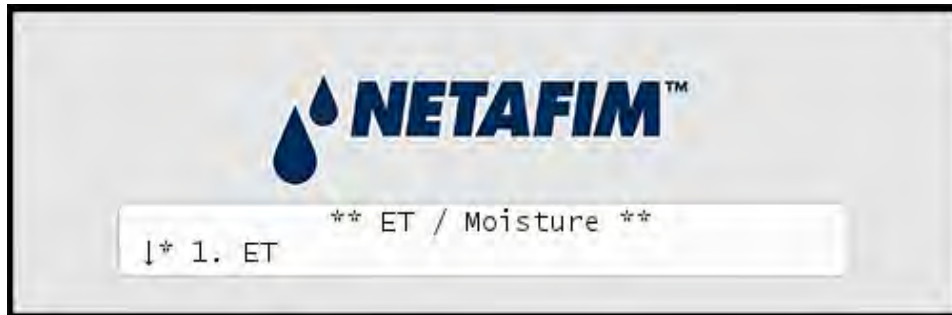 NETAFIM™
** ET / Moisture **
↓* 1. ET